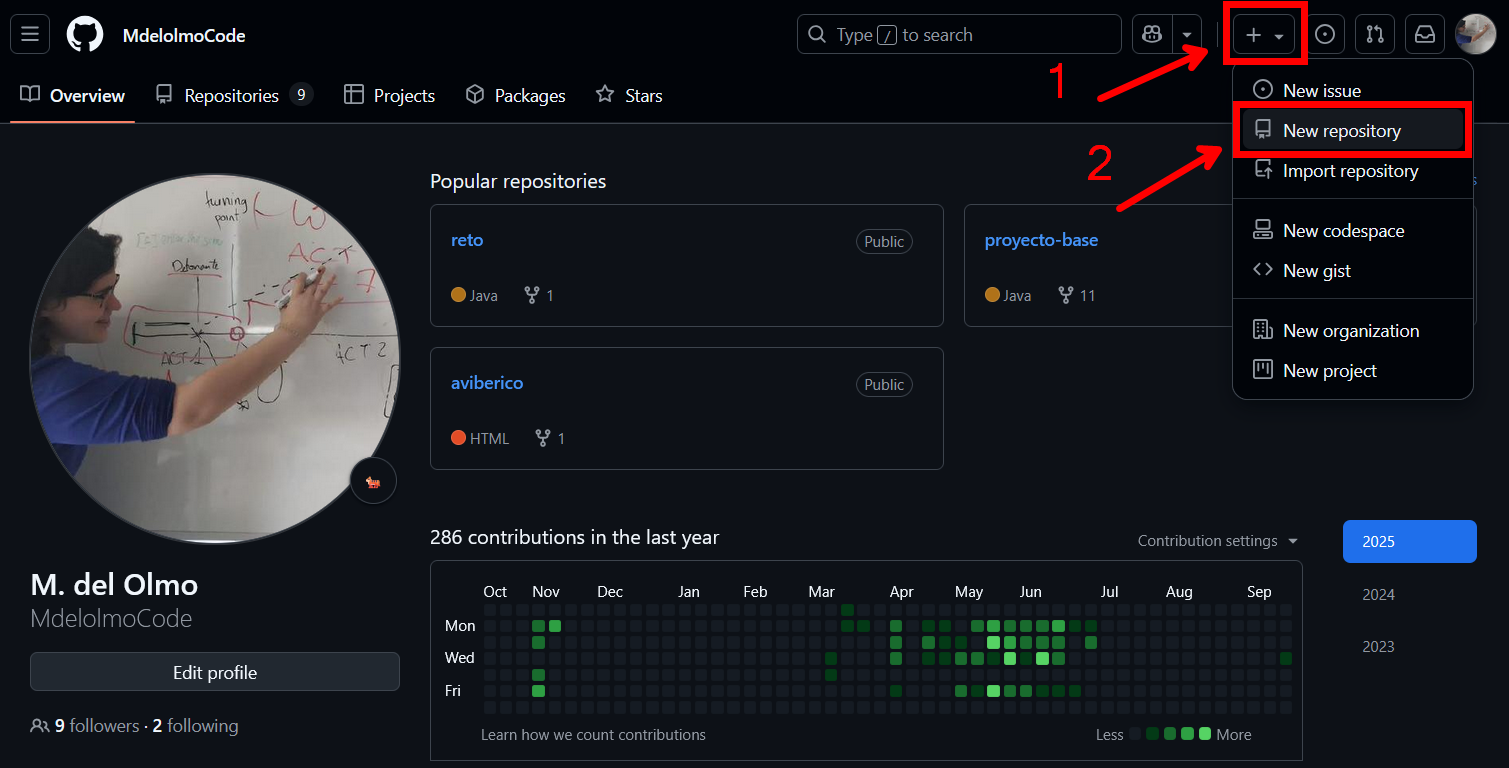 MdelolmoCode
Type / to search
1
Overview
Repositories 9
Projects
Packages
Stars
New issue
New repository
2
Import repository
New codespace
New gist
New organization
New project
turning
point
ACT
7
Detonante
ACT 1
ACT 2
Popular repositories
reto
Public
Java
1
proyecto-base
Java
11
aviberico
Public
HTML
1
M. del Olmo
MdelolmoCode
Edit profile
9 followers · 2 following
286 contributions in the last year
Contribution settings
2025
2024
2023
Oct Nov Dec Jan Feb Mar Apr May Jun Jul Aug Sep
Mon
Wed
Fri
Learn how we count contributions
Less
More